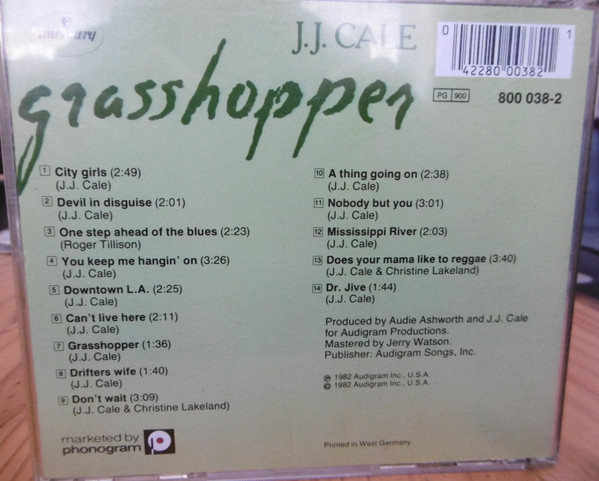 mercury
J.J. CALE
0 42280 00382 1
grasshopper
PG 900
800 038-2
1 City girls (2:49)
(J.J. Cale)
2 Devil in disguise (2:01)
(J.J. Cale)
3 One step ahead of the blues (2:23)
(Roger Tillison)
4 You keep me hangin' on (3:26)
(J.J. Cale)
5 Downtown L.A. (2:25)
(J.J. Cale)
6 Can't live here (2:11)
(J.J. Cale)
7 Grasshopper (1:36)
(J.J. Cale)
8 Drifters wife (1:40)
(J.J. Cale)
9 Don't wait (3:09)
(J.J. Cale & Christine Lakeland)
10 A thing going on (2:38)
(J.J. Cale)
11 Nobody but you (3:01)
(J.J. Cale)
12 Mississippi River (2:03)
(J.J. Cale)
13 Does your mama like to reggae (3:40)
(J.J. Cale & Christine Lakeland)
14 Dr. Jive (1:44)
(J.J. Cale)
Produced by Audie Ashworth and J.J. Cale
for Audigram Productions.
Mastered by Jerry Watson.
Publisher: Audigram Songs, Inc.
℗ 1982 Audigram Inc., U.S.A.
© 1982 Audigram Inc., U.S.A.
marketed by
phonogram
Printed in West Germany